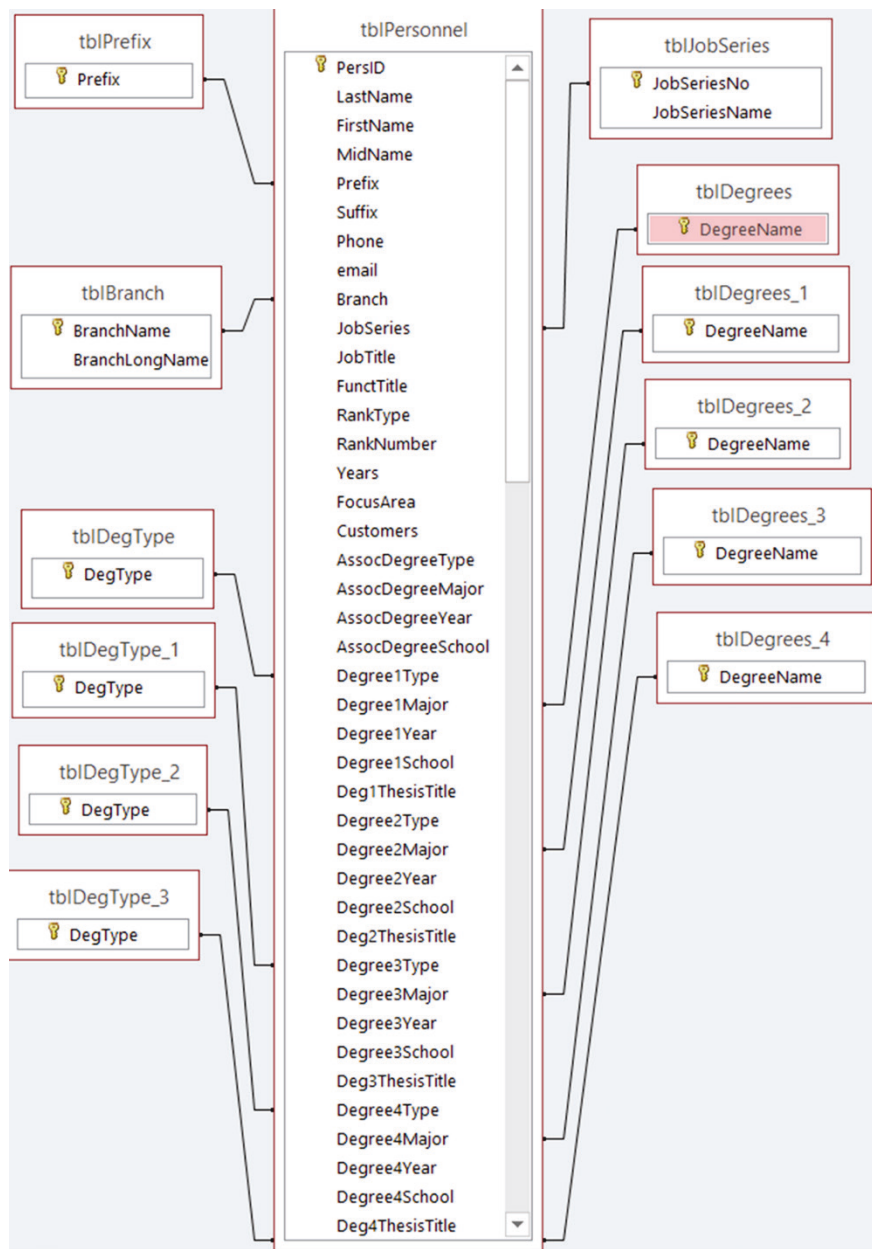 tblPrefix
Prefix
tblBranch
BranchName
BranchLongName
tblDegType
DegType
tblDegType_1
DegType
tblDegType_2
DegType
tblDegType_3
DegType
tblPersonnel
PersID
LastName
FirstName
MidName
Prefix
Suffix
Phone
email
Branch
JobSeries
JobTitle
FunctTitle
RankType
RankNumber
Years
FocusArea
Customers
AssocDegreeType
AssocDegreeMajor
AssocDegreeYear
AssocDegreeSchool
Degree1Type
Degree1Major
Degree1Year
Degree1School
Deg1ThesisTitle
Degree2Type
Degree2Major
Degree2Year
Degree2School
Deg2ThesisTitle
Degree3Type
Degree3Major
Degree3Year
Degree3School
Deg3ThesisTitle
Degree4Type
Degree4Major
Degree4Year
Degree4School
Deg4ThesisTitle
tblJobSeries
JobSeriesNo
JobSeriesName
tblDegrees
DegreeName
tblDegrees_1
DegreeName
tblDegrees_2
DegreeName
tblDegrees_3
DegreeName
tblDegrees_4
DegreeName